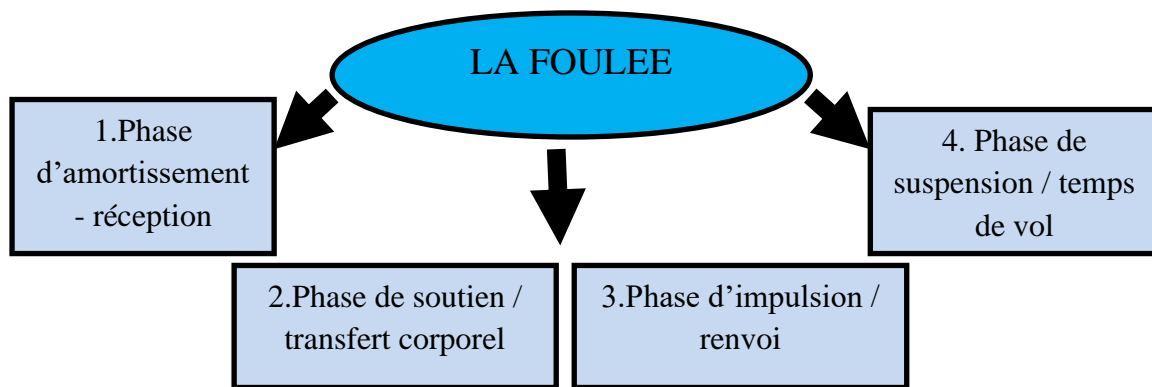 LA FOULEE
1.Phase
d’amortissement
- réception
2.Phase de soutien /
transfert corporel
3.Phase d’impulsion /
renvoi
4. Phase de
suspension / temps
de vol